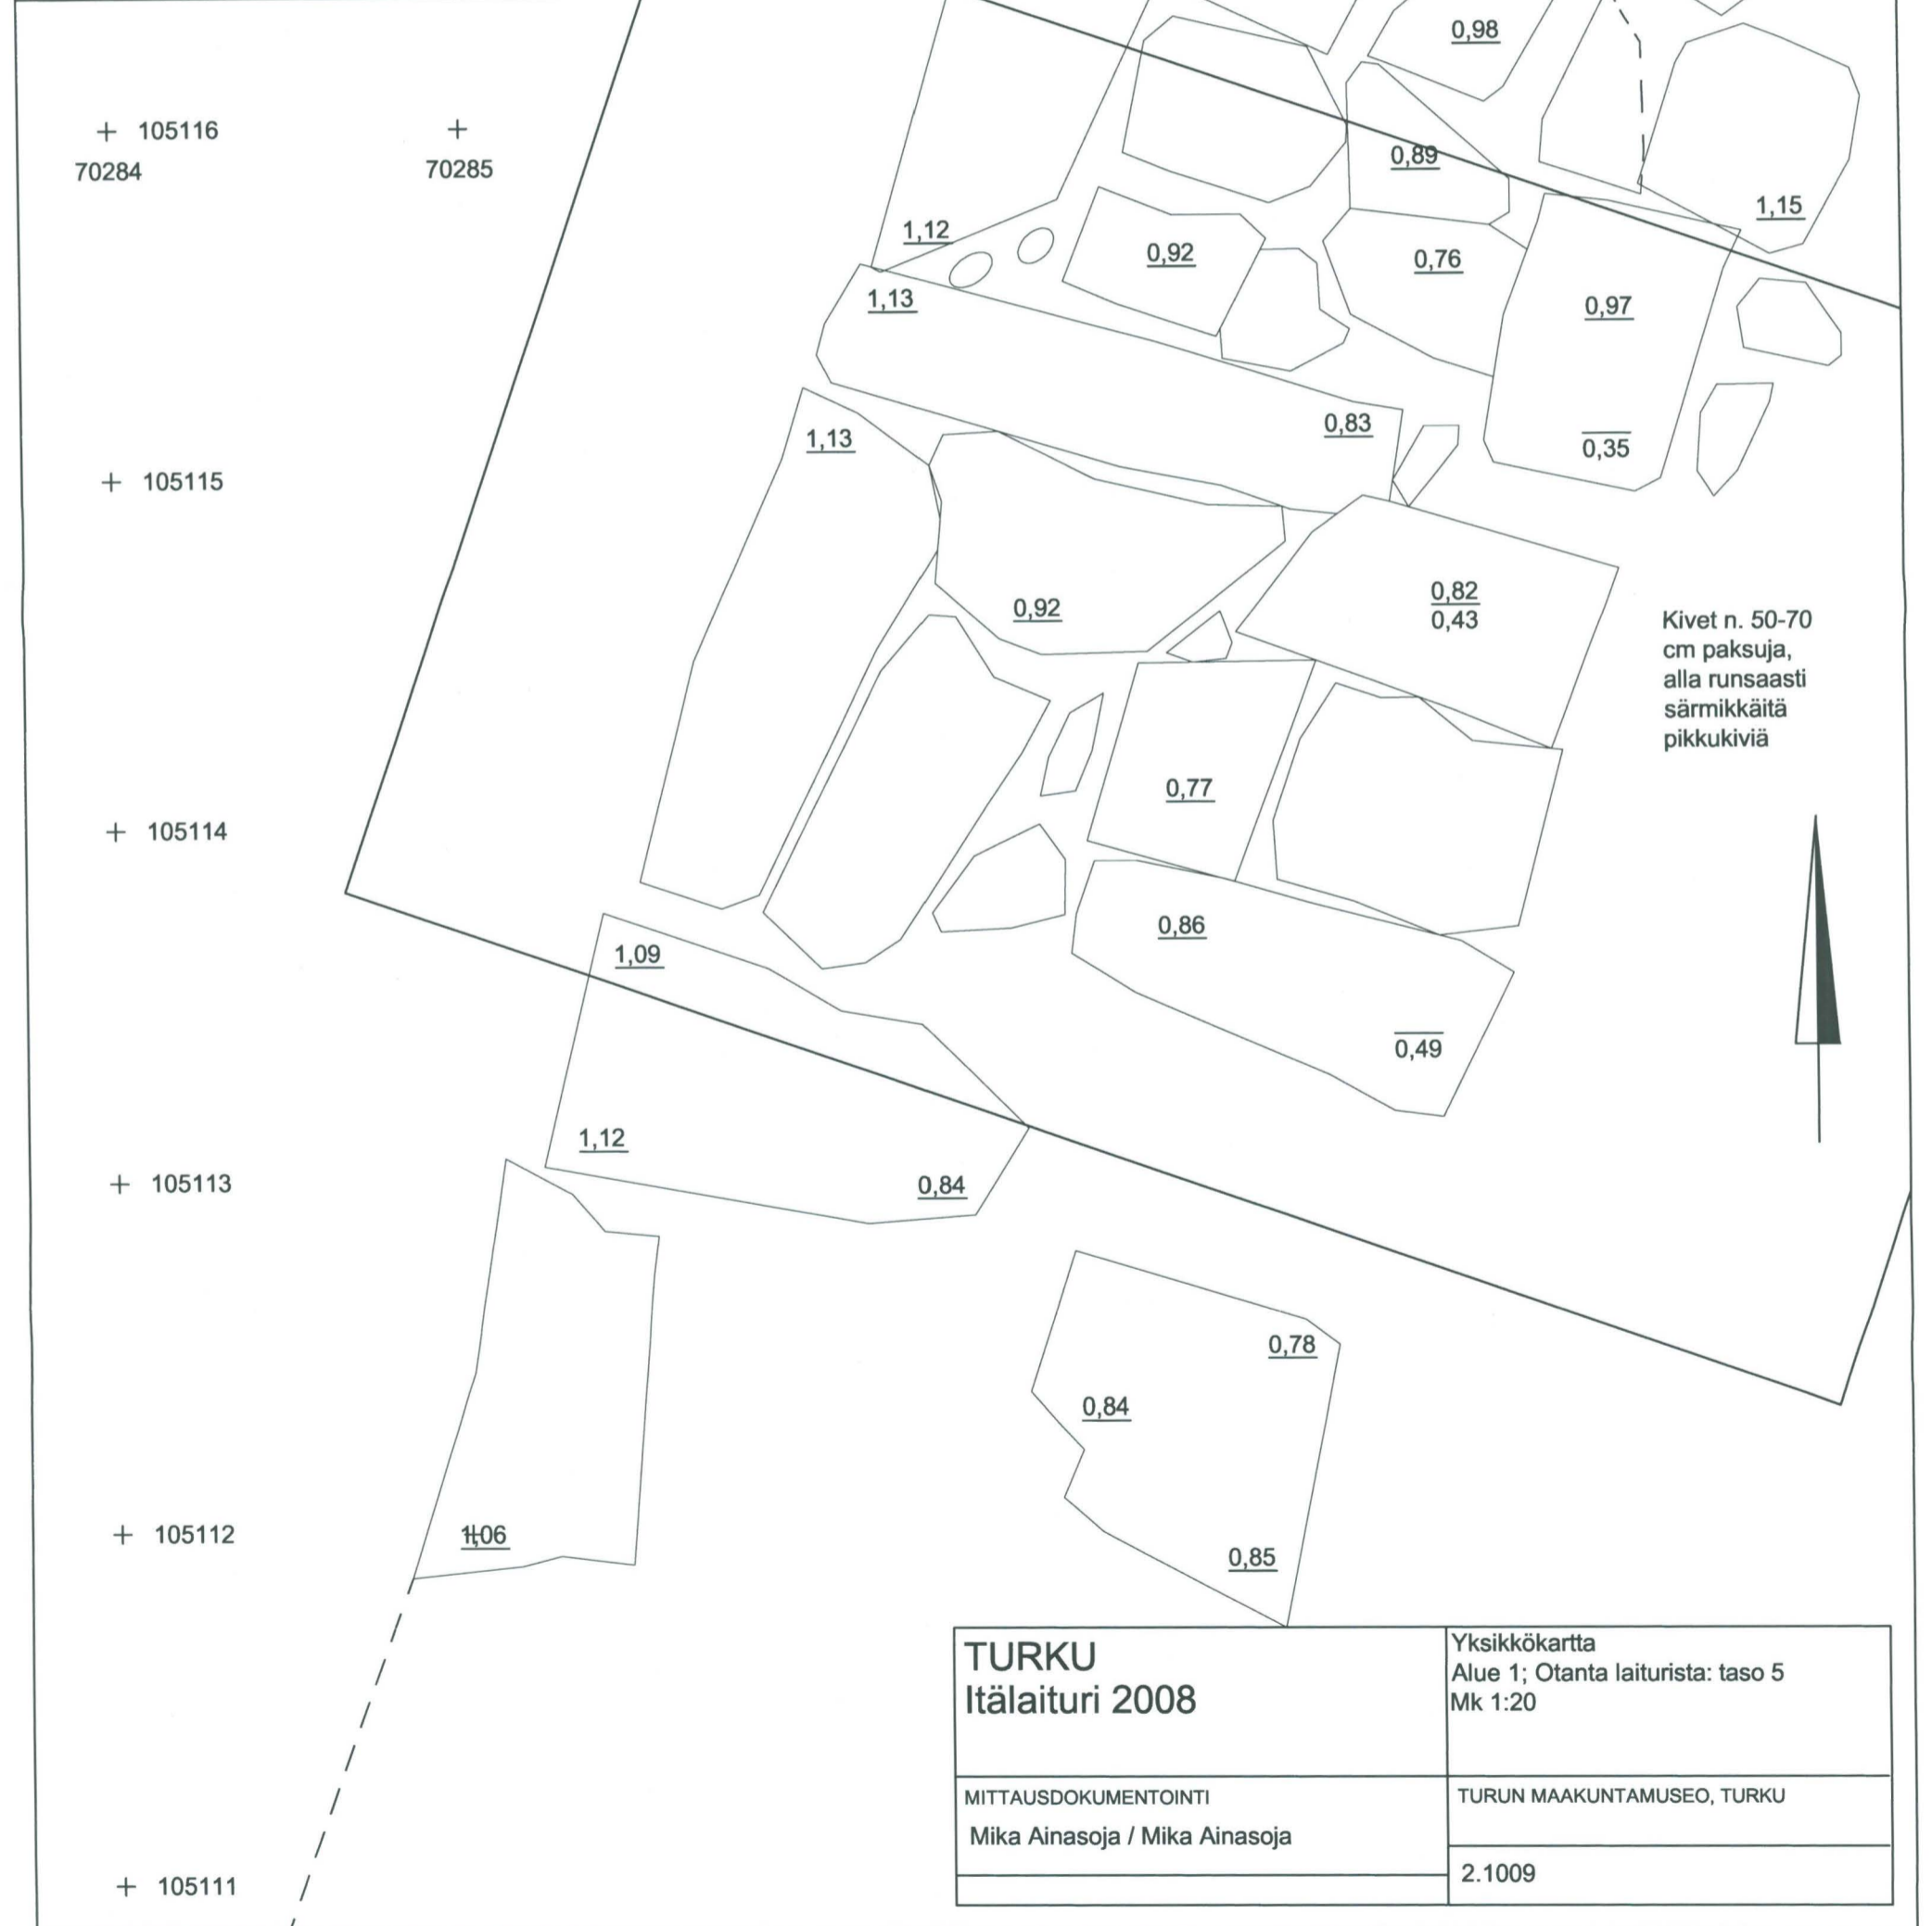 0,98
105116
70284
70285
0,89
1,15
1,12
0,92
0,76
1,13
0,97
0,83
1,13
0,35
105115
0,82
0,43
0,92
Kivet n. 50-70
cm paksuja,
alla runsaasti
särmikkäitä
pikkukiviä
0,77
105114
0,86
1,09
0,49
1,12
105113
0,84
0,78
0,84
105112
1,06
0,85
TURKU
Itälaituri 2008
Yksikkökartta
Alue 1; Otanta laiturista: taso 5
Mk 1:20
MITTAUSDOKUMENTOINTI
Mika Ainasoja / Mika Ainasoja
TURUN MAAKUNTAMUSEO, TURKU
2.1009
105111